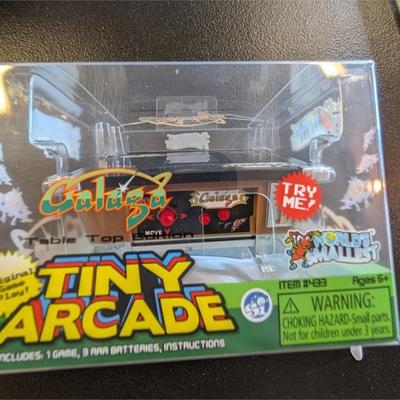 Galaga
Galaga
TRY
ME!
MOVE
Table Top Edition
WORLD'S
SMALLEST
Original
Game
Play!
TINY
ARCADE
™
ITEM #433
Ages 6+
WARNING:
CHOKING HAZARD-Small parts.
Not for children under 3 years.
INCLUDES: 1 GAME, 3 AAA BATTERIES, INSTRUCTIONS